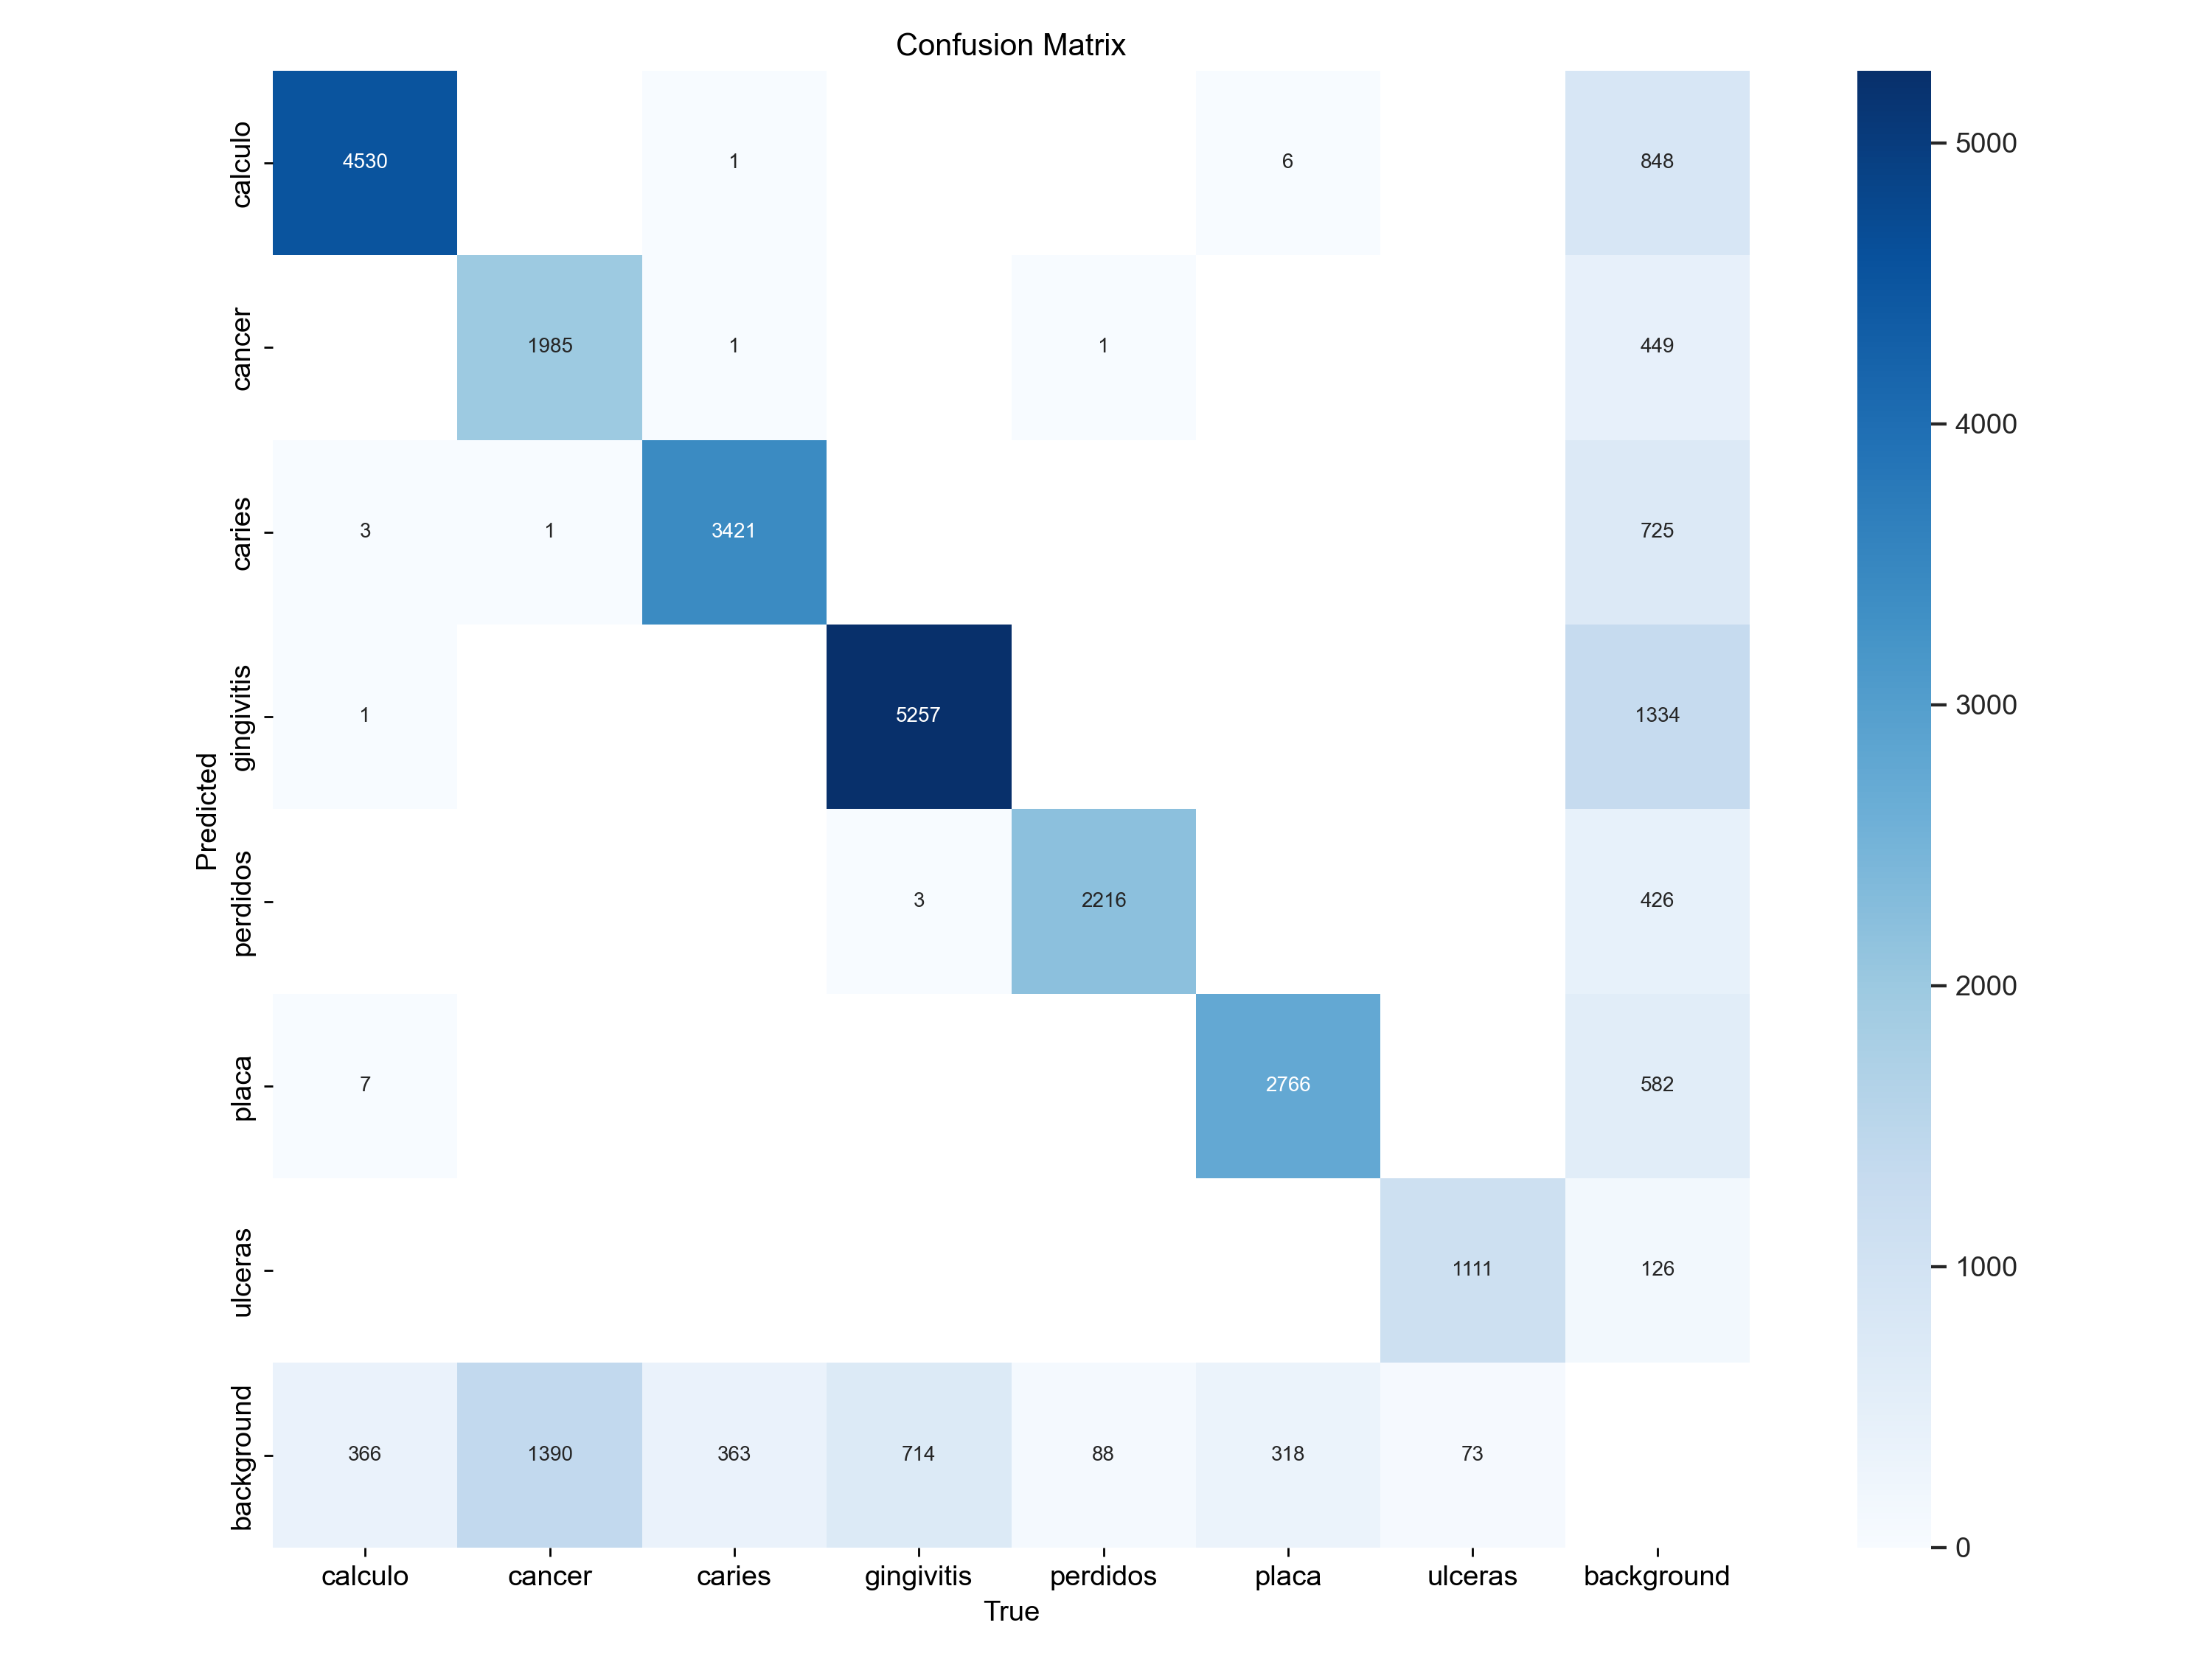 Confusion Matrix
calculo 4530 1 6 848
cancer 1985 1 1 449
caries 3 1 3421 725
gingivitis 1 5257 1334
perdidos 3 2216 426
placa 7 2766 582
ulceras 1111 126
background 366 1390 363 714 88 318 73
calculo cancer caries gingivitis perdidos placa ulceras background
True
Predicted
5000
4000
3000
2000
1000
0